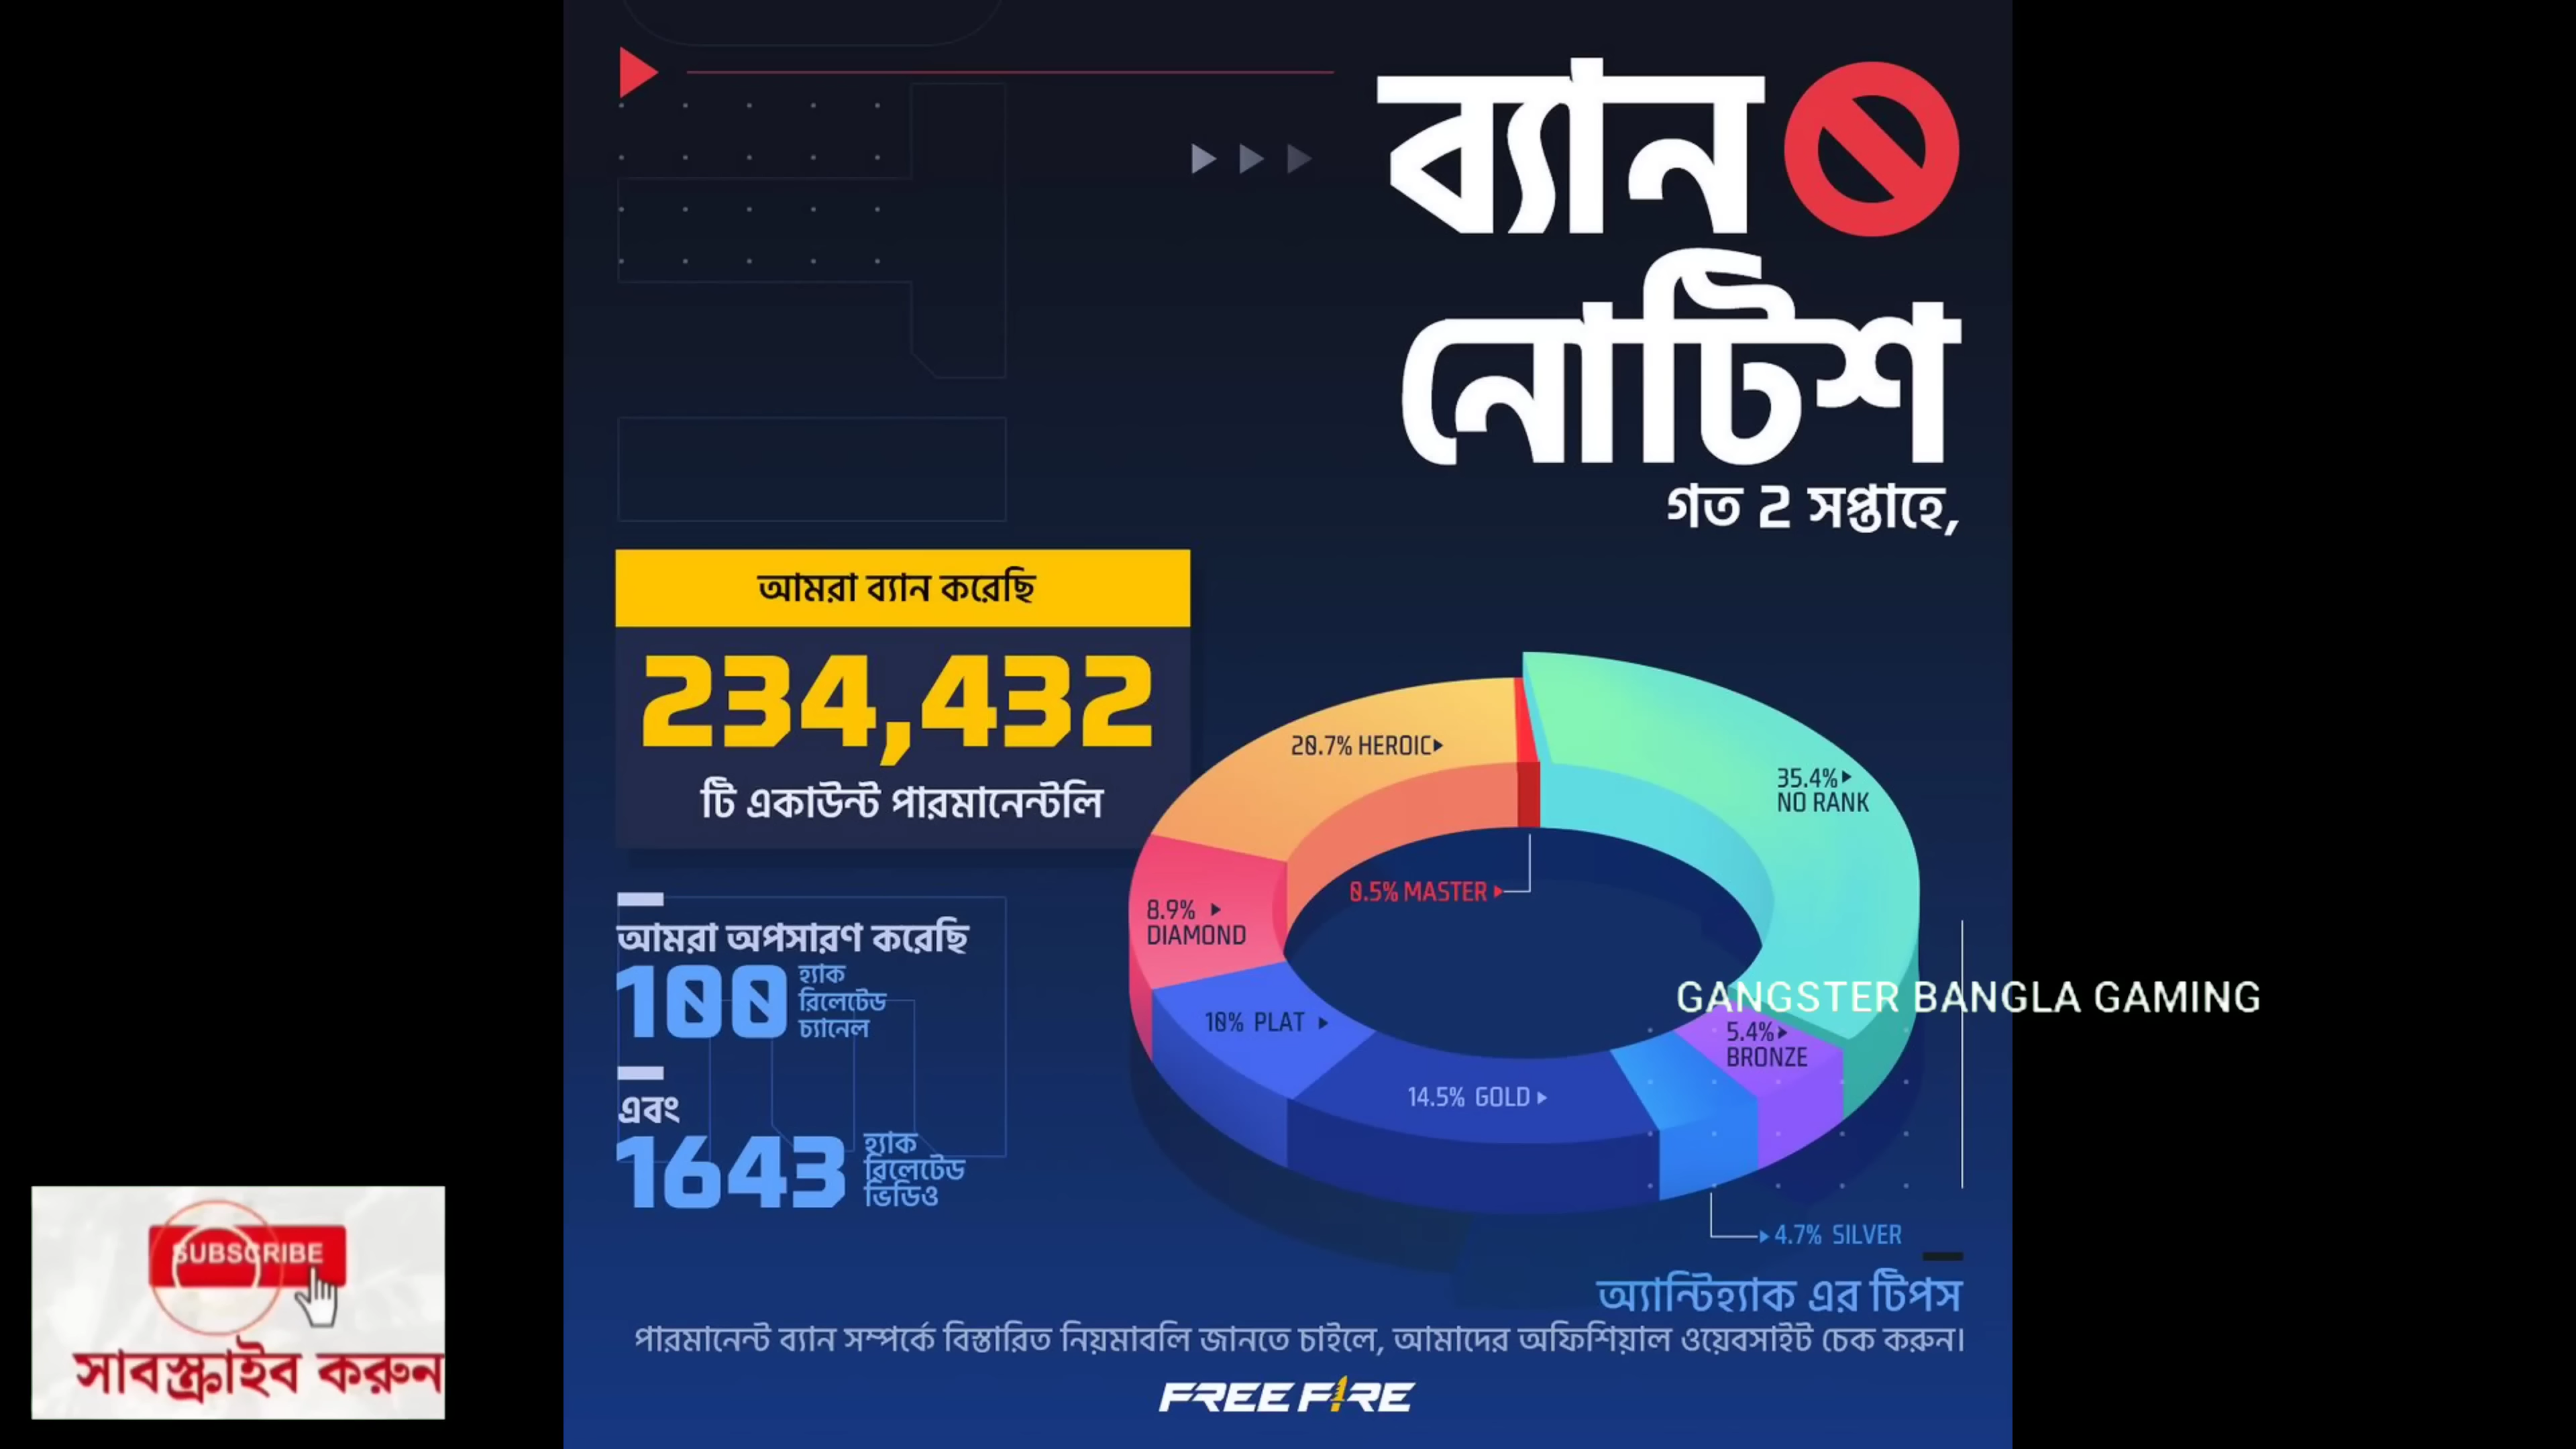 ব্যান
নোটিশ
গত 2 সপ্তাহে,
আমরা ব্যান করেছি
234,432
টি একাউন্ট পারমানেন্টলি
20.7% HEROIC
35.4%
NO RANK
0.5% MASTER
8.9%
DIAMOND
10% PLAT
14.5% GOLD
5.4%
BRONZE
4.7% SILVER
আমরা অপসারণ করেছি
100 হ্যাক
রিলেটেড
চ্যানেল
এবং
1643 হ্যাক
রিলেটেড
ভিডিও
GANGSTER BANGLA GAMING
SUBSCRIBE
সাবস্ক্রাইব করুন
অ্যান্টিহ্যাক এর টিপস
পারমানেন্ট ব্যান সম্পর্কে বিস্তারিত নিয়মাবলি জানতে চাইলে, আমাদের অফিশিয়াল ওয়েবসাইট চেক করুন।
FREE FIRE